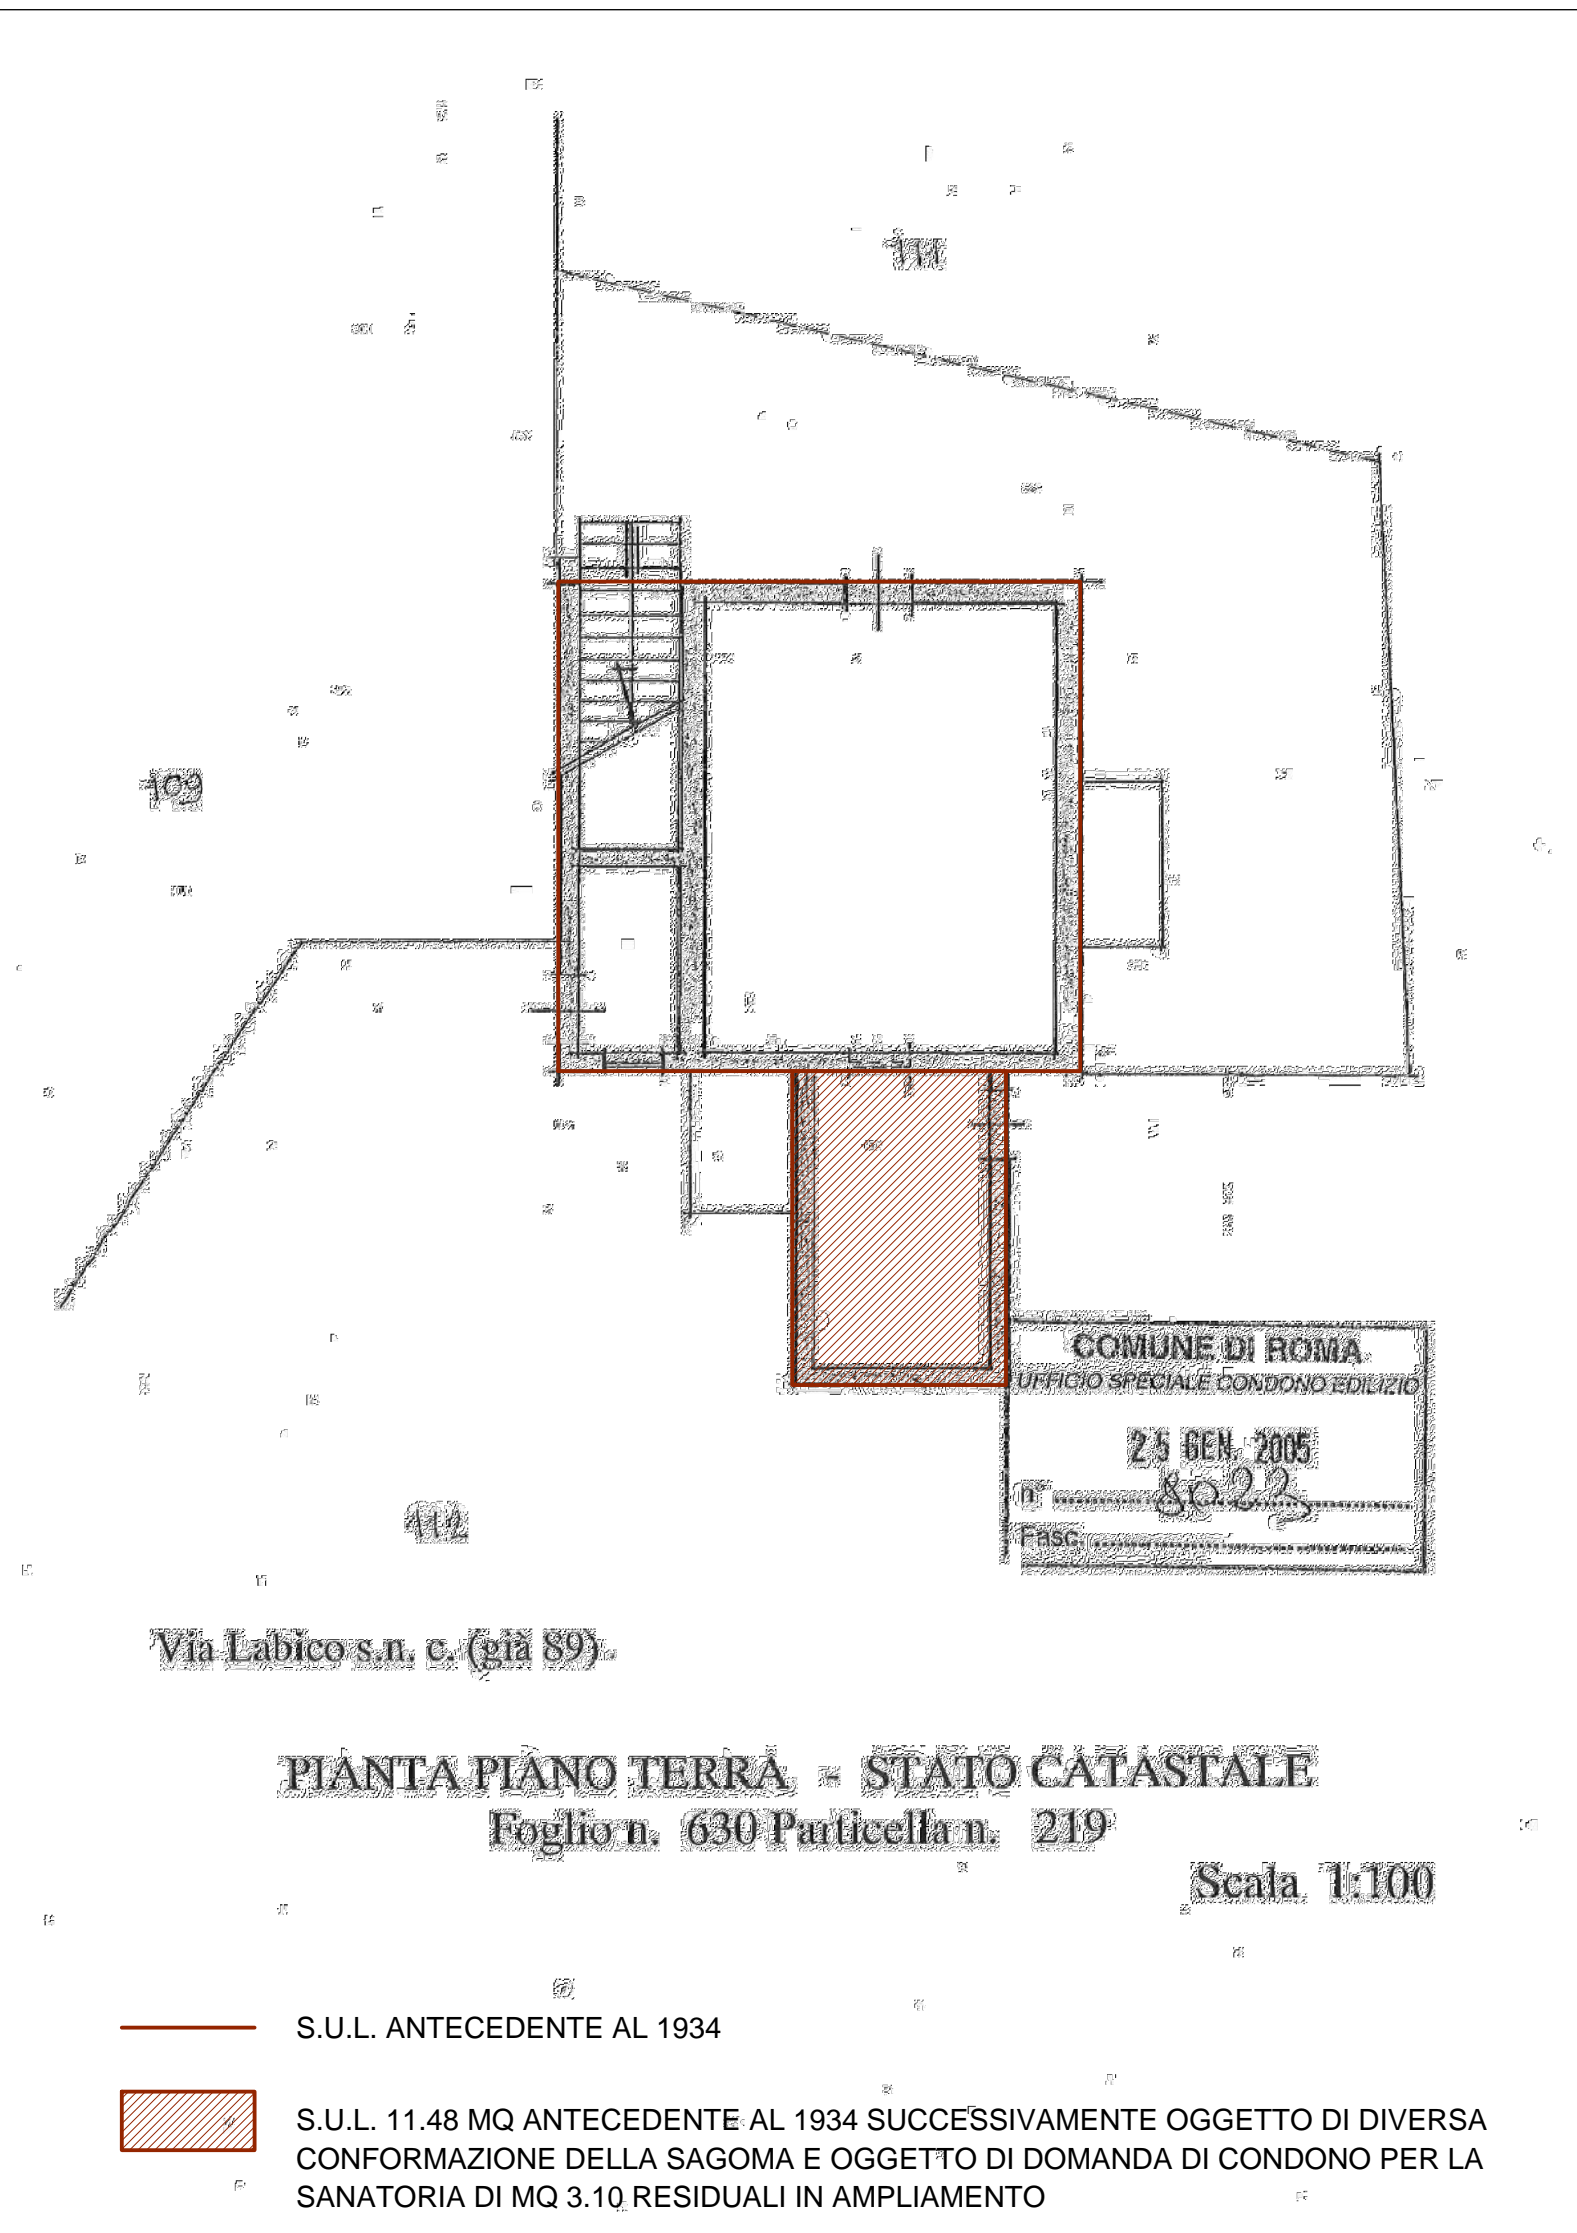 111
109
COMUNE DI ROMA
UFFICIO SPECIALE CONDONO EDILIZIO
25 GEN. 2005
n° 8023
Fasc.
112
Via Labico s.n. c. (già 89)
PIANTA PIANO TERRA - STATO CATASTALE
Foglio n. 630 Particella n. 219
Scala 1:100
S.U.L. ANTECEDENTE AL 1934
S.U.L. 11.48 MQ ANTECEDENTE AL 1934 SUCCESSIVAMENTE OGGETTO DI DIVERSA
CONFORMAZIONE DELLA SAGOMA E OGGETTO DI DOMANDA DI CONDONO PER LA
SANATORIA DI MQ 3.10 RESIDUALI IN AMPLIAMENTO